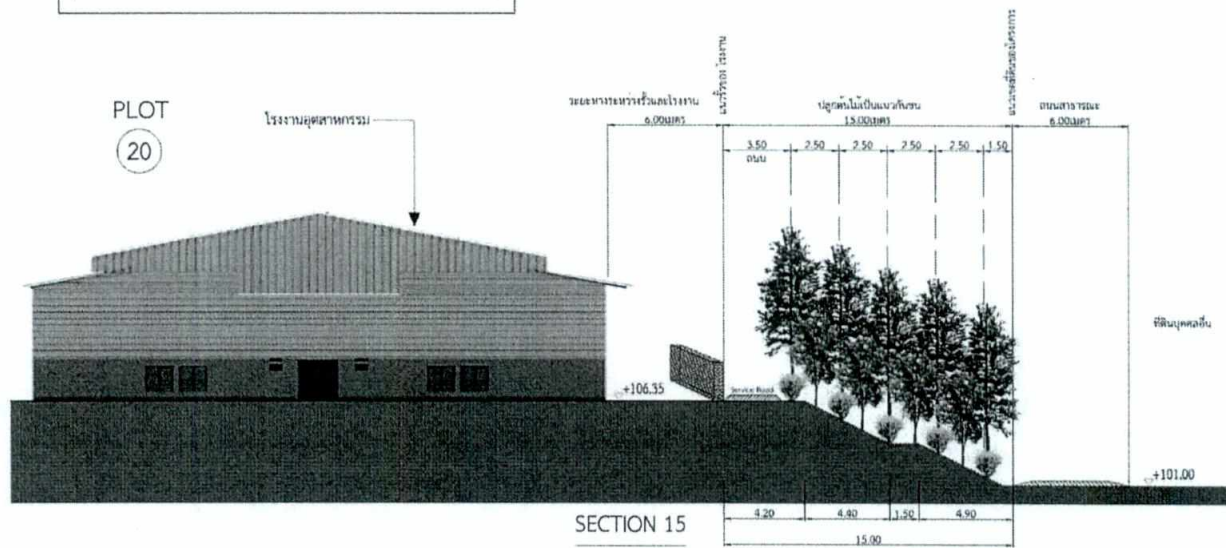 PLOT
20
โรงงานอุตสาหกรรม
ระยะห่างระหว่างรั้วและโรงงาน
6.00เมตร
แนวรั้วของ โรงงาน
ปลูกต้นไม้เป็นแนวกันชน
15.00เมตร
แนวเขตที่ดินของโครงการ
ถนนสาธารณะ
6.00เมตร
3.50
2.50
2.50
2.50
2.50
1.50
ถนน
ที่ดินบุคคลอื่น
+106.35
Service Road
+101.00
4.20
4.40
1.50
4.90
15.00
SECTION 15